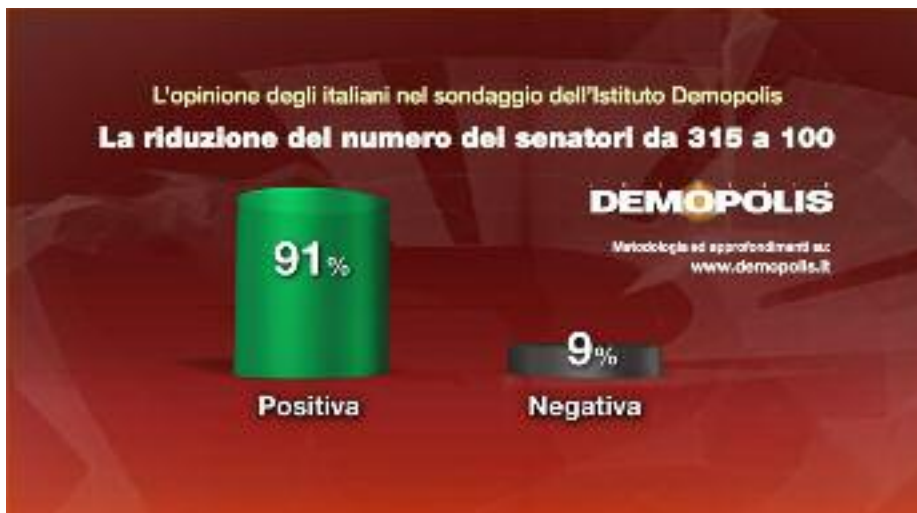 L'opinione degli italiani nel sondaggio dell'Istituto Demopolis
La riduzione del numero dei senatori da 315 a 100
DEMOPOLIS
Metodologia ed approfondimenti su:
www.demopolis.it
91%
9%
Positiva
Negativa